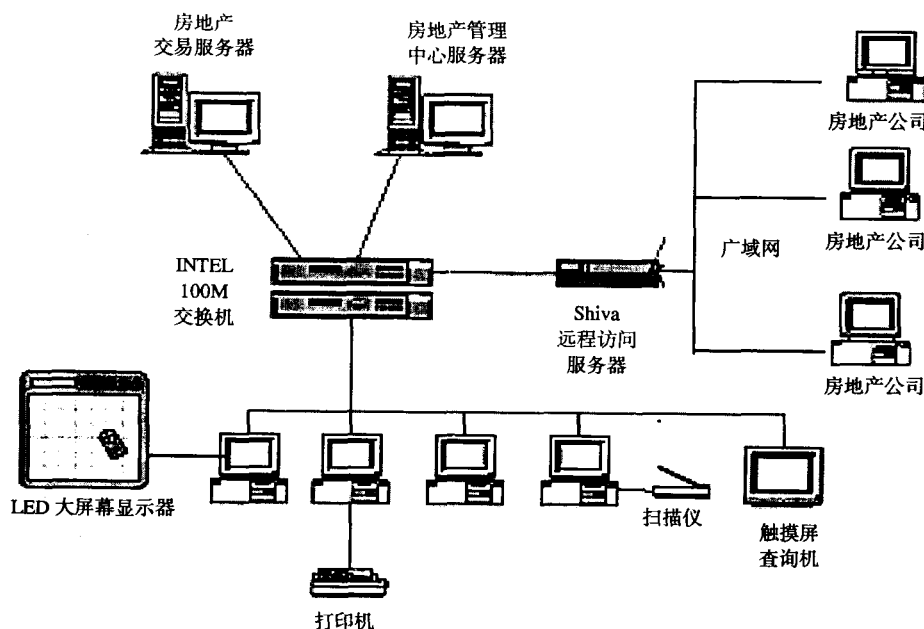 房地产
交易服务器
房地产管理
中心服务器
房地产公司
房地产公司
广域网
INTEL
100M
交换机
Shiva
远程访问
服务器
房地产公司
LED 大屏幕显示器
扫描仪
触摸屏
查询机
打印机